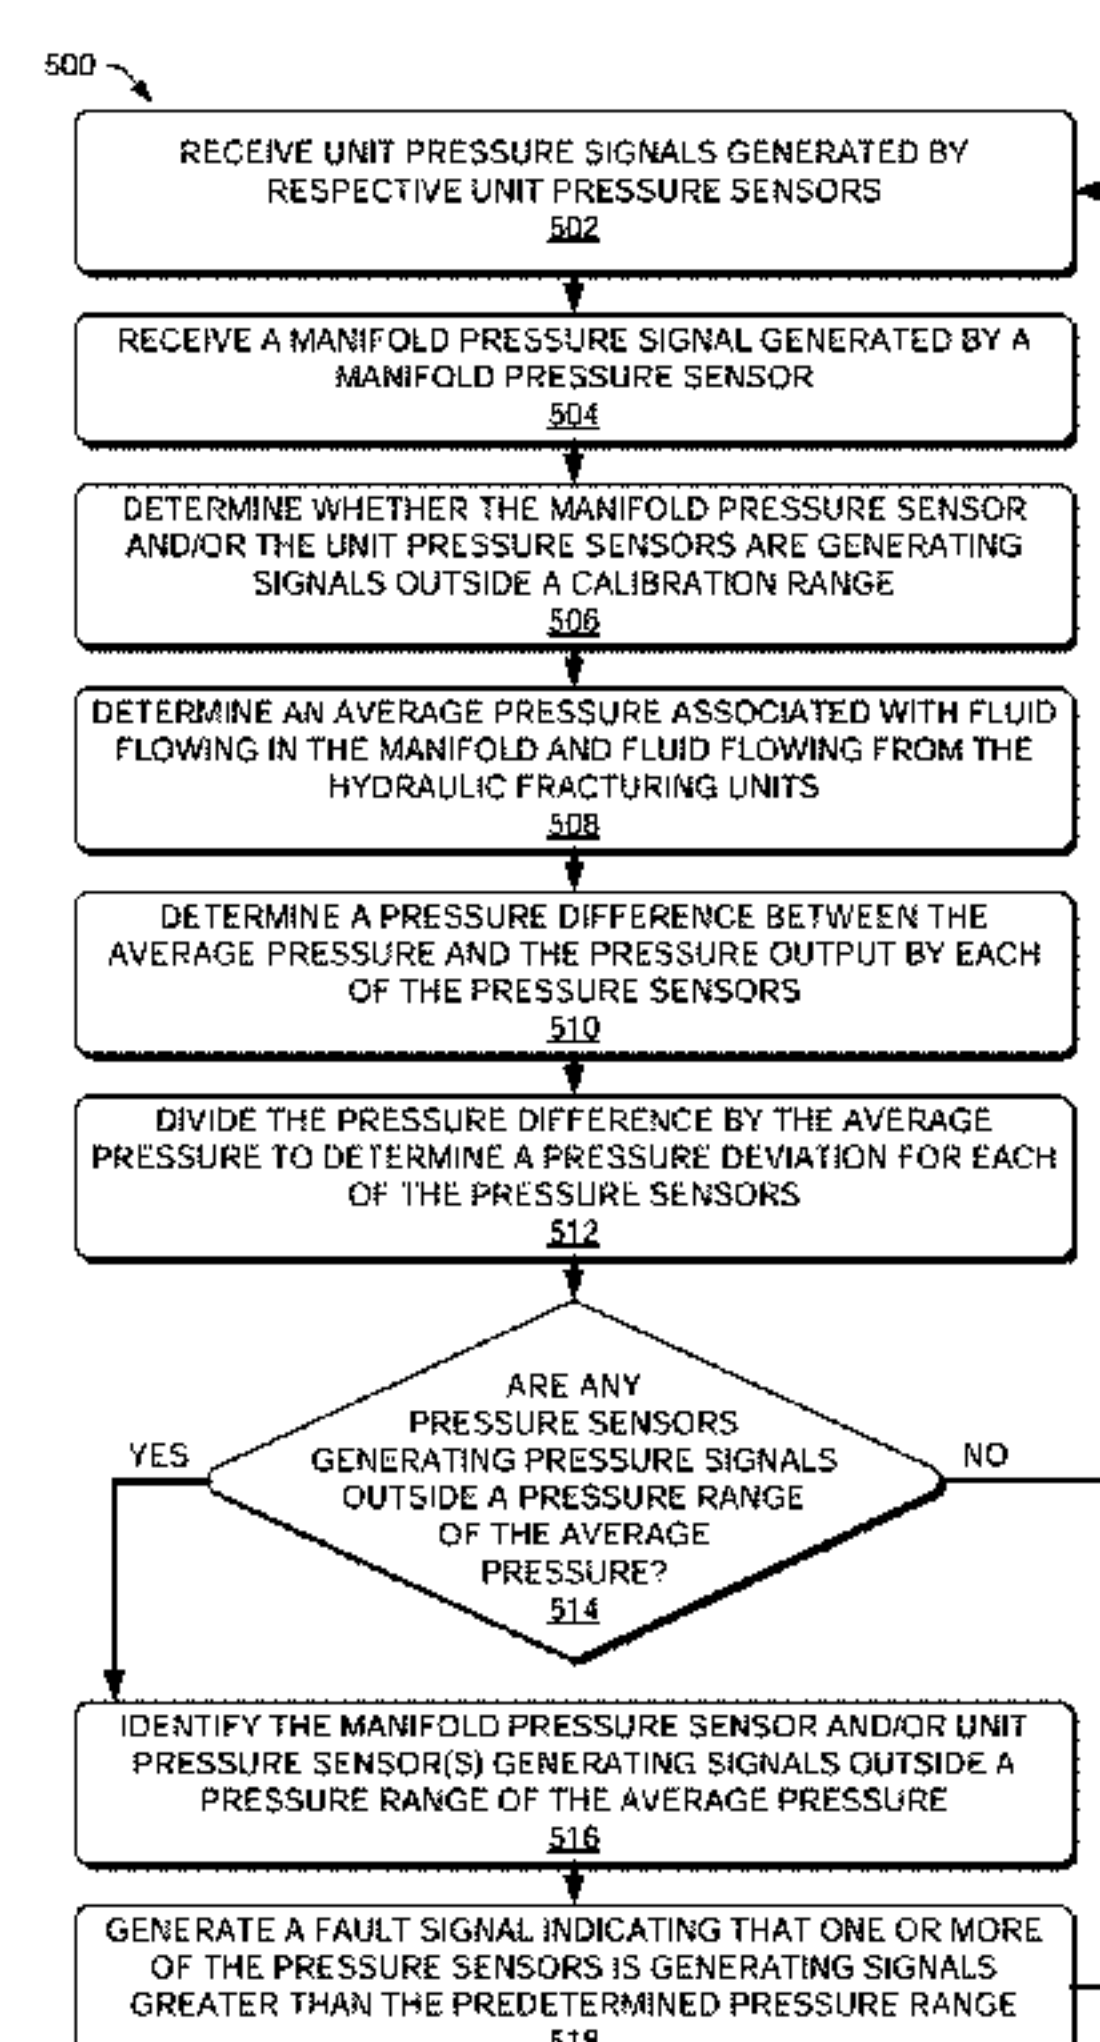 500
RECEIVE UNIT PRESSURE SIGNALS GENERATED BY
RESPECTIVE UNIT PRESSURE SENSORS
502
RECEIVE A MANIFOLD PRESSURE SIGNAL GENERATED BY A
MANIFOLD PRESSURE SENSOR
504
DETERMINE WHETHER THE MANIFOLD PRESSURE SENSOR
AND/OR THE UNIT PRESSURE SENSORS ARE GENERATING
SIGNALS OUTSIDE A CALIBRATION RANGE
506
DETERMINE AN AVERAGE PRESSURE ASSOCIATED WITH FLUID
FLOWING IN THE MANIFOLD AND FLUID FLOWING FROM THE
HYDRAULIC FRACTURING UNITS
508
DETERMINE A PRESSURE DIFFERENCE BETWEEN THE
AVERAGE PRESSURE AND THE PRESSURE OUTPUT BY EACH
OF THE PRESSURE SENSORS
510
DIVIDE THE PRESSURE DIFFERENCE BY THE AVERAGE
PRESSURE TO DETERMINE A PRESSURE DEVIATION FOR EACH
OF THE PRESSURE SENSORS
512
ARE ANY
PRESSURE SENSORS
GENERATING PRESSURE SIGNALS
OUTSIDE A PRESSURE RANGE
OF THE AVERAGE
PRESSURE?
514
YES
NO
IDENTIFY THE MANIFOLD PRESSURE SENSOR AND/OR UNIT
PRESSURE SENSOR(S) GENERATING SIGNALS OUTSIDE A
PRESSURE RANGE OF THE AVERAGE PRESSURE
516
GENERATE A FAULT SIGNAL INDICATING THAT ONE OR MORE
OF THE PRESSURE SENSORS IS GENERATING SIGNALS
GREATER THAN THE PREDETERMINED PRESSURE RANGE
518